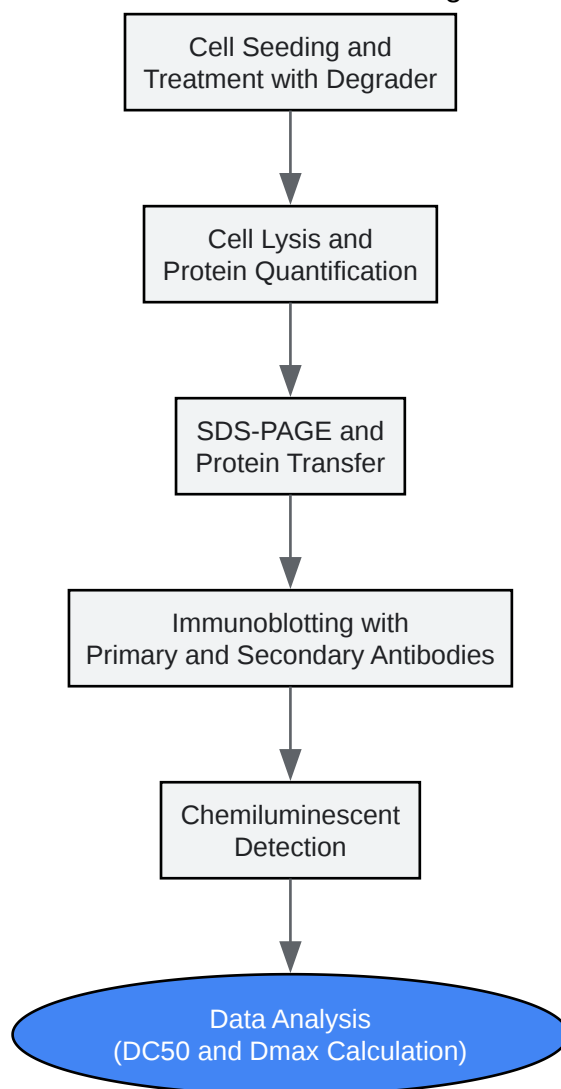 Cell Seeding and
Treatment with Degrader
Cell Lysis and
Protein Quantification
SDS-PAGE and
Protein Transfer
Immunoblotting with
Primary and Secondary Antibodies
Chemiluminescent
Detection
Data Analysis
(DC50 and Dmax Calculation)